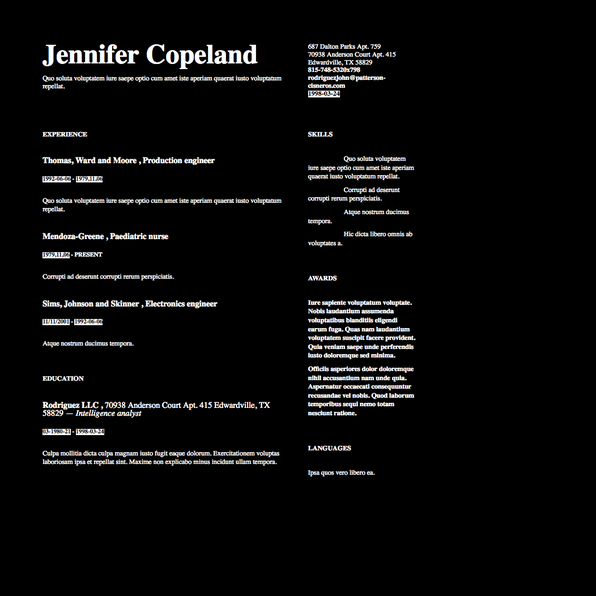 Jennifer Copeland
Quo soluta voluptatem iure saepe optio cum amet iste aperiam quaerat iusto voluptatum
repellat.
687 Dalton Parks Apt. 759
70938 Anderson Court Apt. 415
Edwardville, TX 58829
815-748-5320x798
rodriguezjohn@patterson-
cisneros.com
1998-03-24
EXPERIENCE
Thomas, Ward and Moore , Production engineer
1992-06-06 - 1979.11.06
Quo soluta voluptatem iure saepe optio cum amet iste aperiam quaerat iusto voluptatum
repellat.
Mendoza-Greene , Paediatric nurse
1979.11.06 - PRESENT
Corrupti ad deserunt corrupti rerum perspiciatis.
Sims, Johnson and Skinner , Electronics engineer
11/11/2001 - 1992-06-06
Atque nostrum ducimus tempora.
EDUCATION
Rodriguez LLC , 70938 Anderson Court Apt. 415 Edwardville, TX
58829 — Intelligence analyst
03-1980-21 - 1998-03-24
Culpa mollitia dicta culpa magnam iusto fugit eaque dolorum. Exercitationem voluptas
laboriosam ipsa et repellat sint. Maxime non explicabo minus incidunt ullam tempora.
SKILLS
Quo soluta voluptatem
iure saepe optio cum amet iste aperiam
quaerat iusto voluptatum repellat.
Corrupti ad deserunt
corrupti rerum perspiciatis.
Atque nostrum ducimus
tempora.
Hic dicta libero omnis ab
voluptates a.
AWARDS
Iure sapiente voluptatum voluptate.
Nobis laudantium assumenda
voluptatibus blanditiis eligendi
earum fuga. Quas nam laudantium
voluptatem suscipit facere provident.
Quia veniam saepe unde perferendis
iusto doloremque sed minima.
Officiis asperiores dolor doloremque
nihil accusantium nam unde quia.
Aspernatur occaecati consequuntur
recusandae vel nobis. Quod laborum
temporibus sequi nemo totam
nesciunt ratione.
LANGUAGES
Ipsa quos vero libero ea.